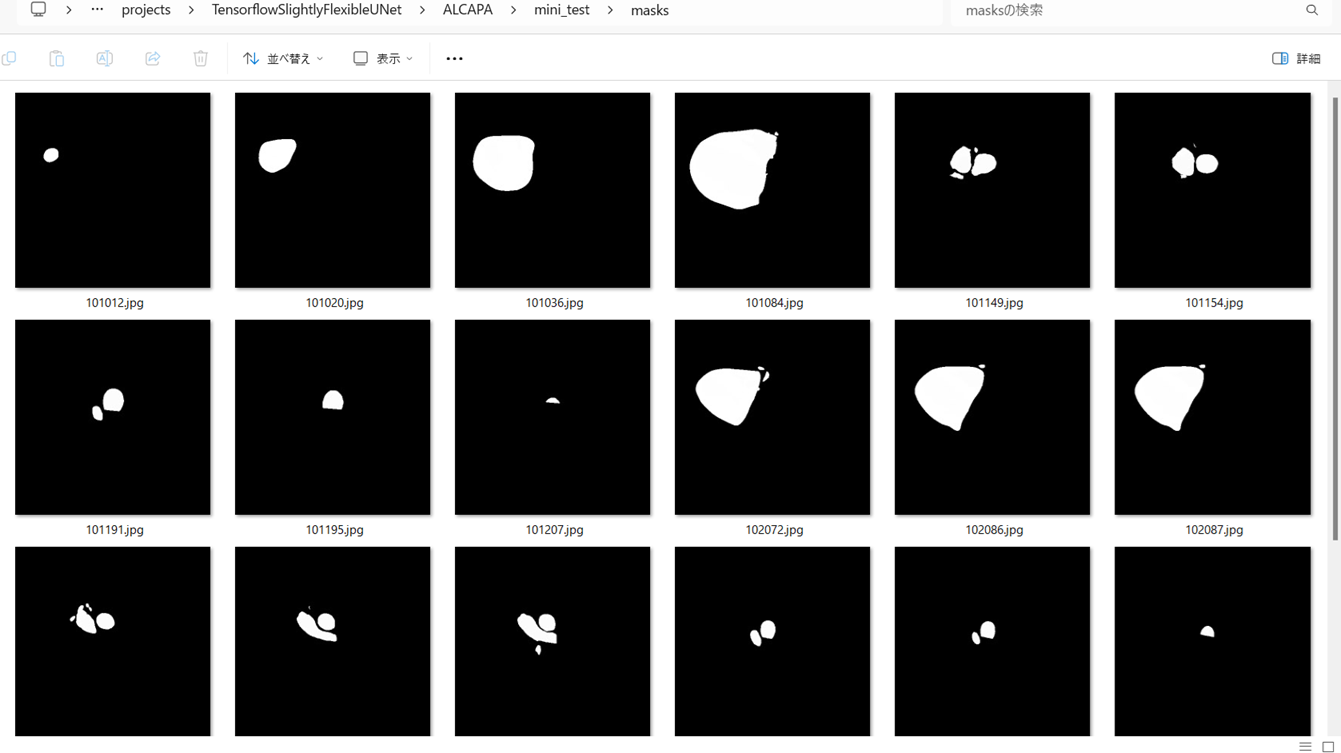 … projects TensorflowSlightlyFlexibleUNet ALCAPA mini_test masks masksの検索
並べ替え 表示 … 詳細
101012.jpg 101020.jpg 101036.jpg 101084.jpg 101149.jpg 101154.jpg
101191.jpg 101195.jpg 101207.jpg 102072.jpg 102086.jpg 102087.jpg